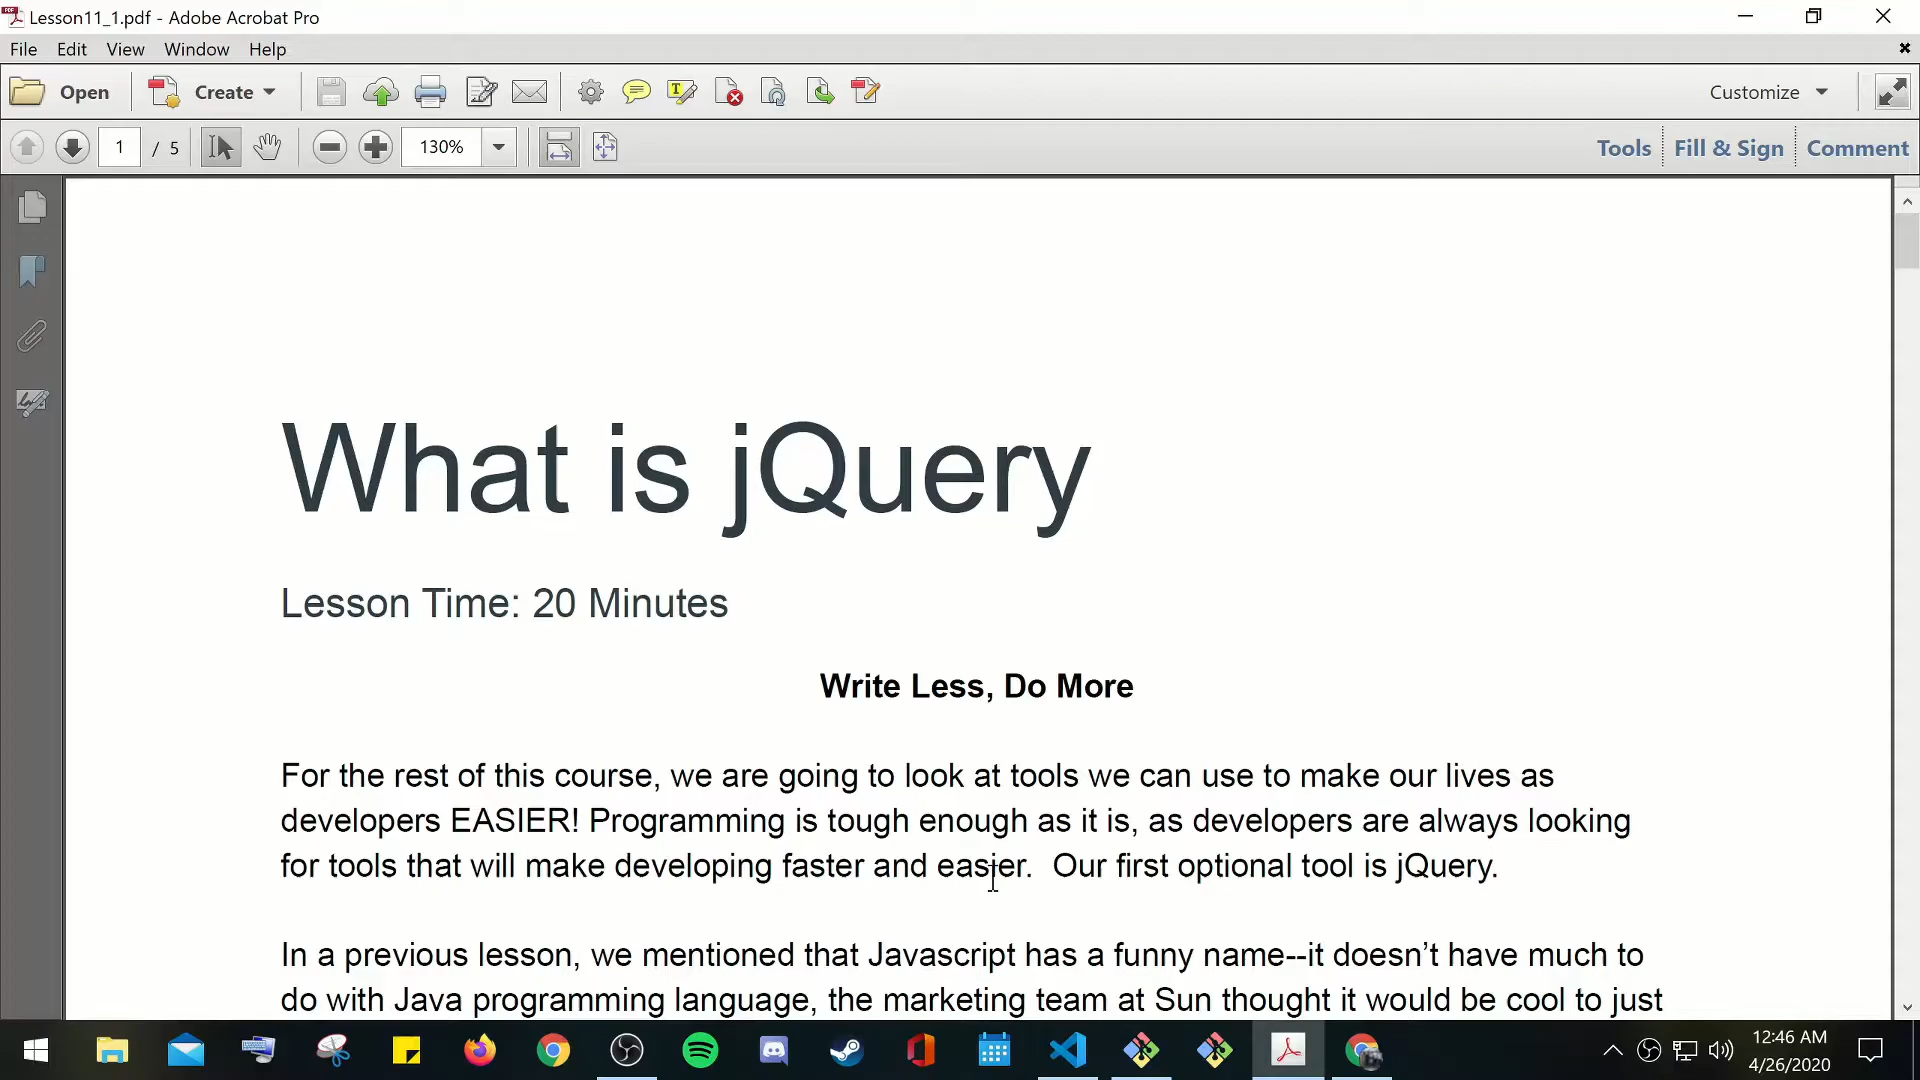 Lesson11_1.pdf - Adobe Acrobat Pro
File Edit View Window Help
Open Create Customize
1 / 5 130% Tools Fill & Sign Comment
What is jQuery
Lesson Time: 20 Minutes
Write Less, Do More
For the rest of this course, we are going to look at tools we can use to make our lives as
developers EASIER! Programming is tough enough as it is, as developers are always looking
for tools that will make developing faster and easier.  Our first optional tool is jQuery.
In a previous lesson, we mentioned that Javascript has a funny name--it doesn’t have much to
do with Java programming language, the marketing team at Sun thought it would be cool to just
12:46 AM
4/26/2020